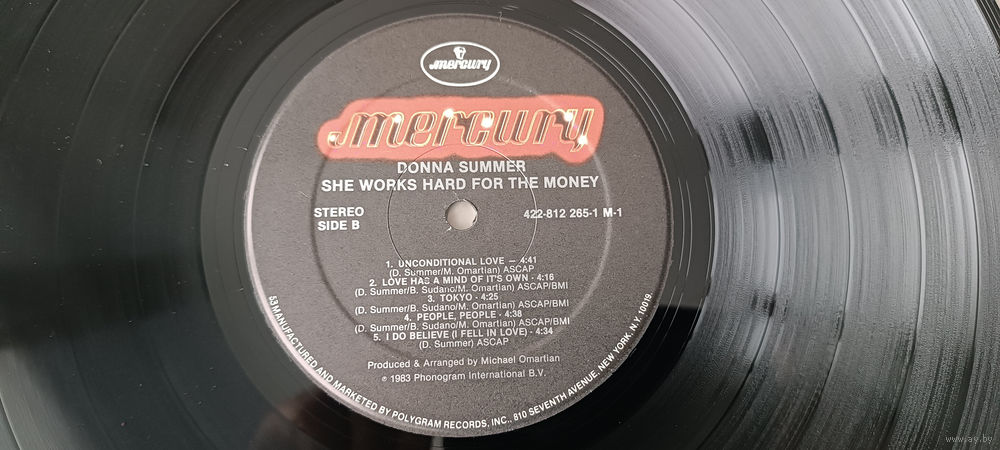 mercury
mercury
DONNA SUMMER
SHE WORKS HARD FOR THE MONEY
STEREO
SIDE B
422-812 265-1 M-1
1. UNCONDITIONAL LOVE – 4:41
(D. Summer/M. Omartian) ASCAP
2. LOVE HAS A MIND OF IT'S OWN - 4:16
(D. Summer/B. Sudano/M. Omartian) ASCAP/BMI
3. TOKYO - 4:25
(D. Summer/B. Sudano/M. Omartian) ASCAP/BMI
4. PEOPLE, PEOPLE - 4:38
(D. Summer/B. Sudano/M. Omartian) ASCAP/BMI
5. I DO BELIEVE (I FELL IN LOVE) - 4:34
(D. Summer) ASCAP
Produced & Arranged by Michael Omartian
℗ 1983 Phonogram International B.V.
53 MANUFACTURED AND MARKETED BY POLYGRAM RECORDS, INC., 810 SEVENTH AVENUE, NEW YORK, N.Y. 10019
www.ay.by